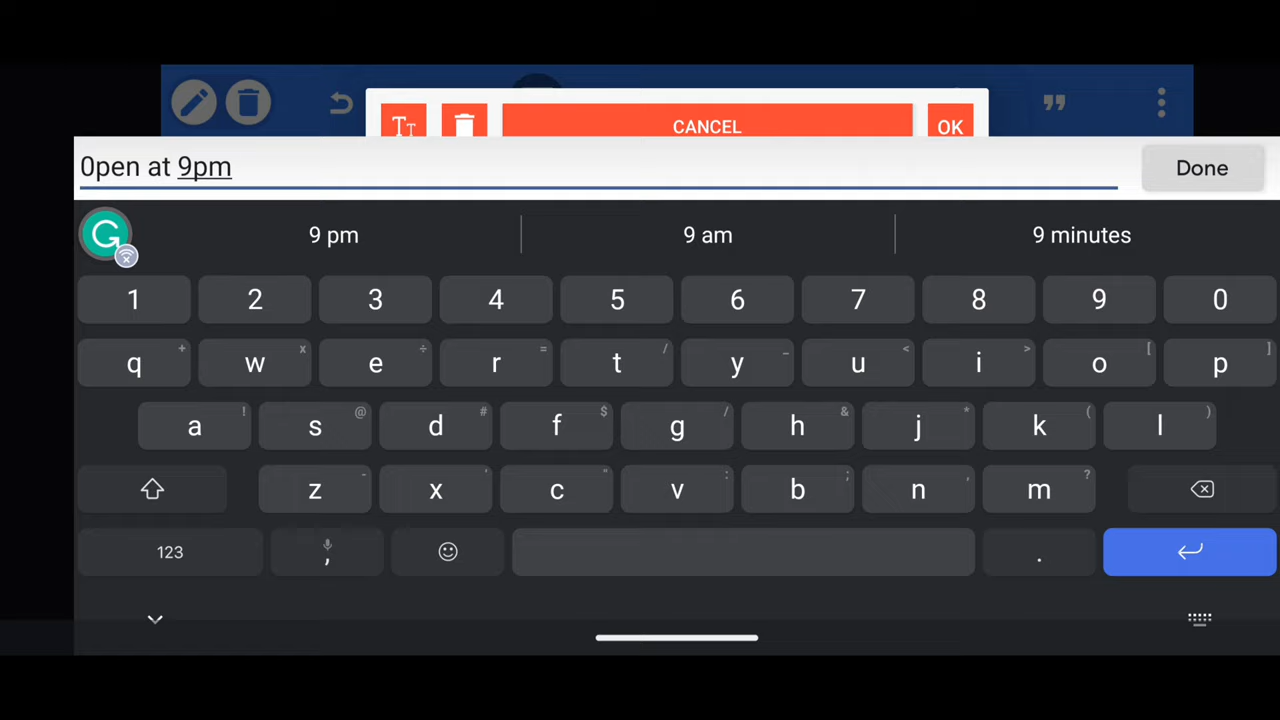 Tт
CANCEL
OK
0pen at 9pm
Done
9 pm
9 am
9 minutes
1 2 3 4 5 6 7 8 9 0
q + w x e ÷ r = t / y _ u < i > o [ p ]
a ! s @ d # f $ g / h & j * k ( l )
z - x ' c " v : b ; n , m ?
123 , .